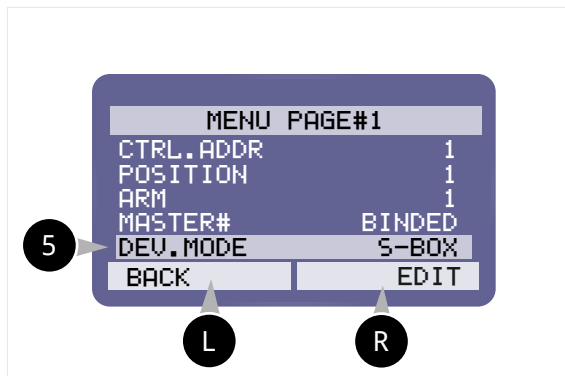 MENU PAGE#1
CTRL.ADDR 1
POSITION 1
ARM 1
MASTER# BINDED
5 DEV.MODE S-BOX
BACK EDIT
L R